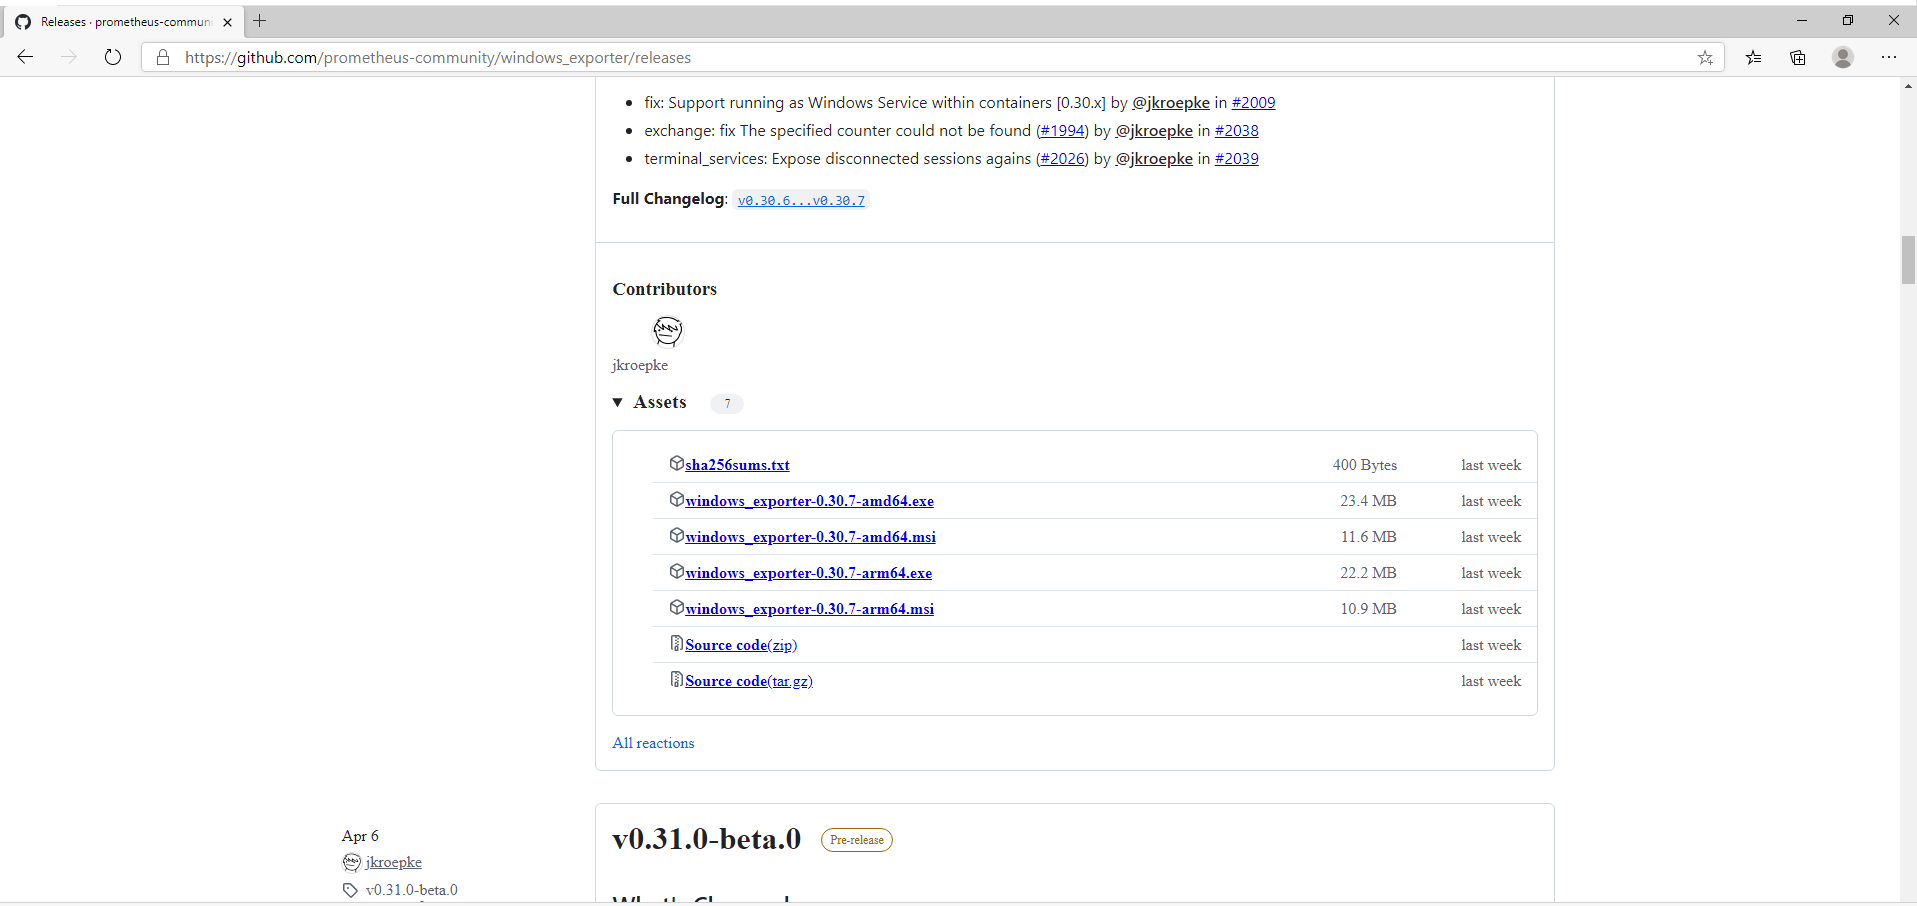 Releases · prometheus-commun
https://github.com/prometheus-community/windows_exporter/releases
fix: Support running as Windows Service within containers [0.30.x] by @jkroepke in #2009
exchange: fix The specified counter could not be found (#1994) by @jkroepke in #2038
terminal_services: Expose disconnected sessions agains (#2026) by @jkroepke in #2039
Full Changelog: v0.30.6...v0.30.7
Contributors
jkroepke
Assets 7
sha256sums.txt 400 Bytes last week
windows_exporter-0.30.7-amd64.exe 23.4 MB last week
windows_exporter-0.30.7-amd64.msi 11.6 MB last week
windows_exporter-0.30.7-arm64.exe 22.2 MB last week
windows_exporter-0.30.7-arm64.msi 10.9 MB last week
Source code(zip) last week
Source code(tar.gz) last week
All reactions
Apr 6
jkroepke
v0.31.0-beta.0
v0.31.0-beta.0 Pre-release